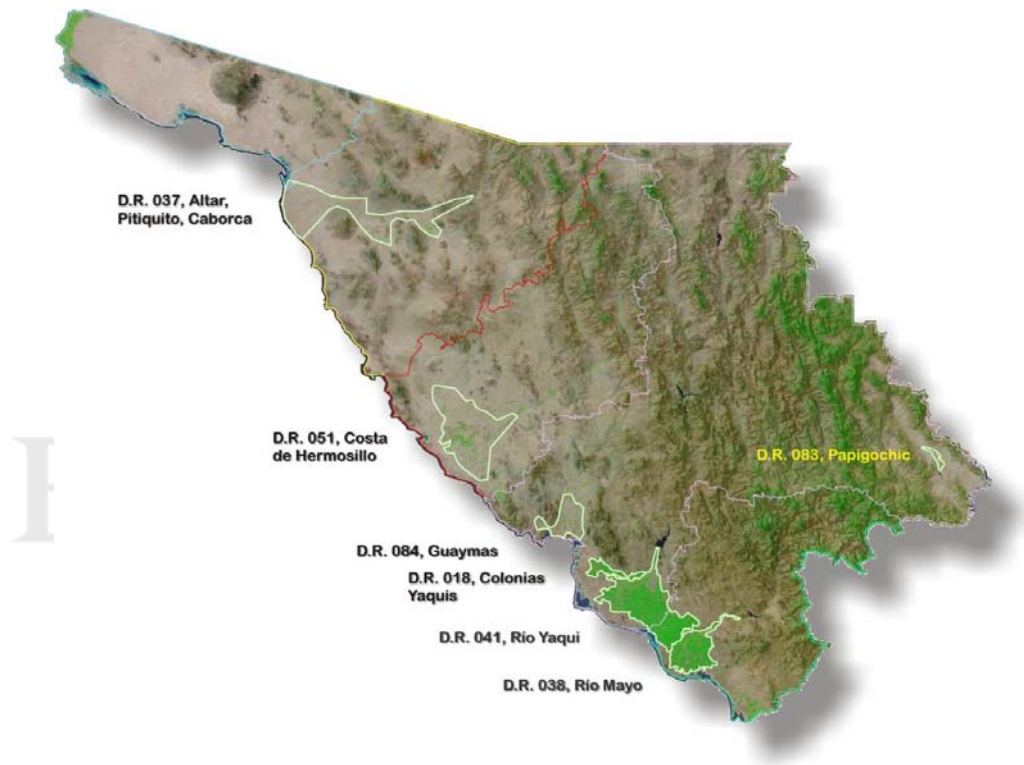 D.R. 037, Altar,
Pitiquito, Caborca
D.R. 051, Costa
de Hermosillo
D.R. 083, Papigochic
D.R. 084, Guaymas
D.R. 018, Colonias
Yaquis
D.R. 041, Río Yaqui
D.R. 038, Río Mayo